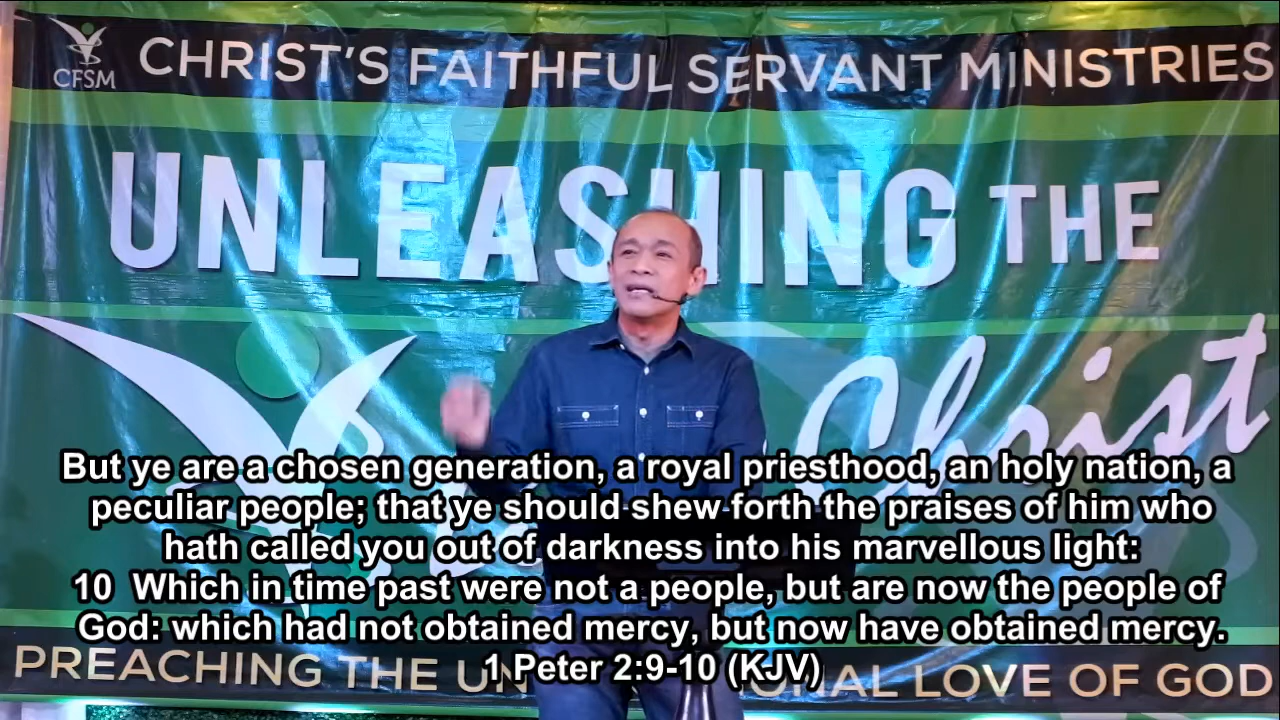 CHRIST'S FAITHFUL SERVANT MINISTRIES
CFSM
UNLEASHING THE
Christ
But ye are a chosen generation, a royal priesthood, an holy nation, a
peculiar people; that ye should shew forth the praises of him who
hath called you out of darkness into his marvellous light:
10 Which in time past were not a people, but are now the people of
God: which had not obtained mercy, but now have obtained mercy.
1 Peter 2:9-10 (KJV)
PREACHING THE LOVE OF GOD